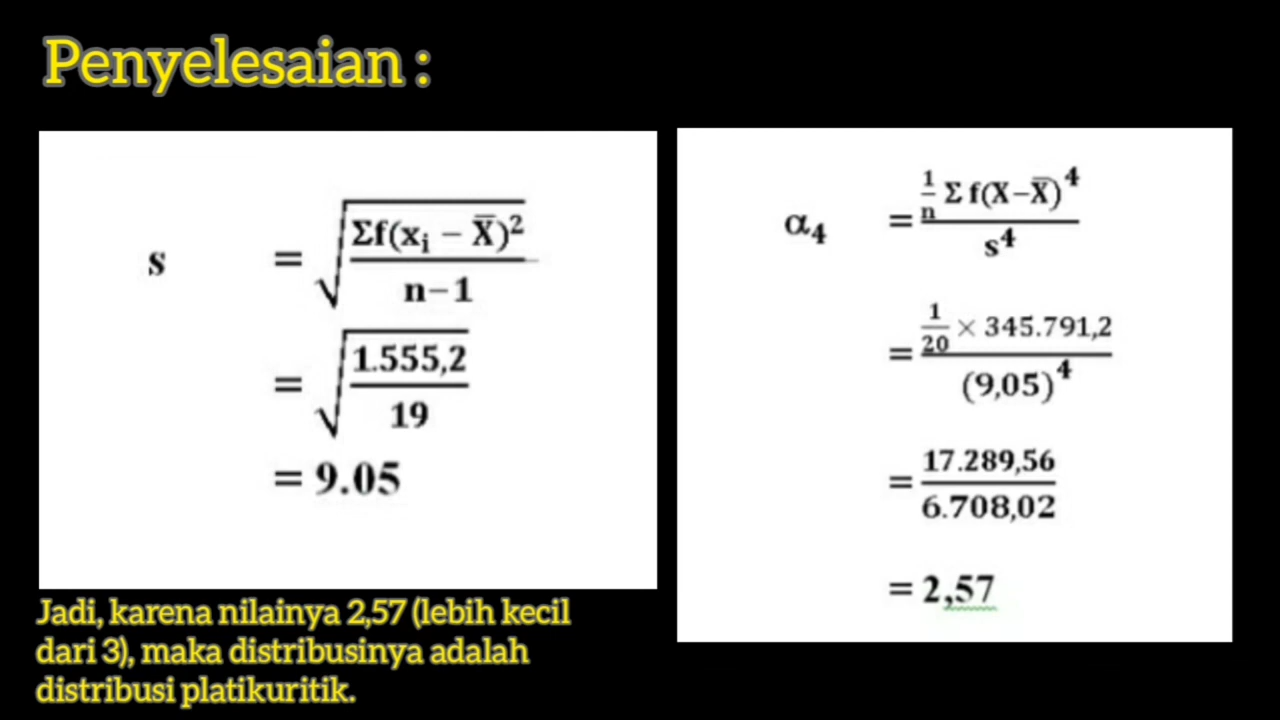 Penyelesaian :
s = √(Σf(xᵢ − X̄)² / n−1)
= √(1.555,2 / 19)
= 9.05
Jadi, karena nilainya 2,57 (lebih kecil
dari 3), maka distribusinya adalah
distribusi platikuritik.
α₄ = (1/n Σ f(X−X̄)⁴) / s⁴
= (1/20 × 345.791,2) / (9,05)⁴
= 17.289,56 / 6.708,02
= 2,57